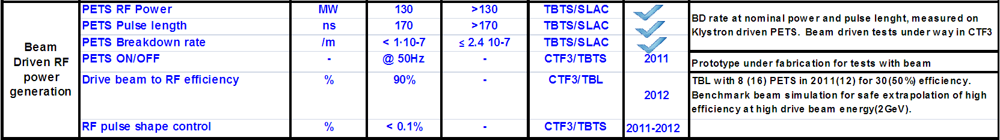 Beam
Driven RF
power
generation
PETS RF Power MW 130 >130 TBTS/SLAC
PETS Pulse length ns 170 >170 TBTS/SLAC
PETS Breakdown rate /m < 1·10-7 ≤ 2.4 10-7 TBTS/SLAC
BD rate at nominal power and pulse lenght, measured on
Klystron driven PETS. Beam driven tests under way in CTF3
PETS ON/OFF - @ 50Hz - CTF3/TBTS 2011 Prototype under fabrication for tests with beam
Drive beam to RF efficiency % 90% - CTF3/TBL 2012
TBL with 8 (16) PETS in 2011(12) for 30(50%) efficiency.
Benchmark beam simulation for safe extrapolation of high
efficiency at high drive beam energy(2GeV).
RF pulse shape control % < 0.1% - CTF3/TBTS 2011-2012